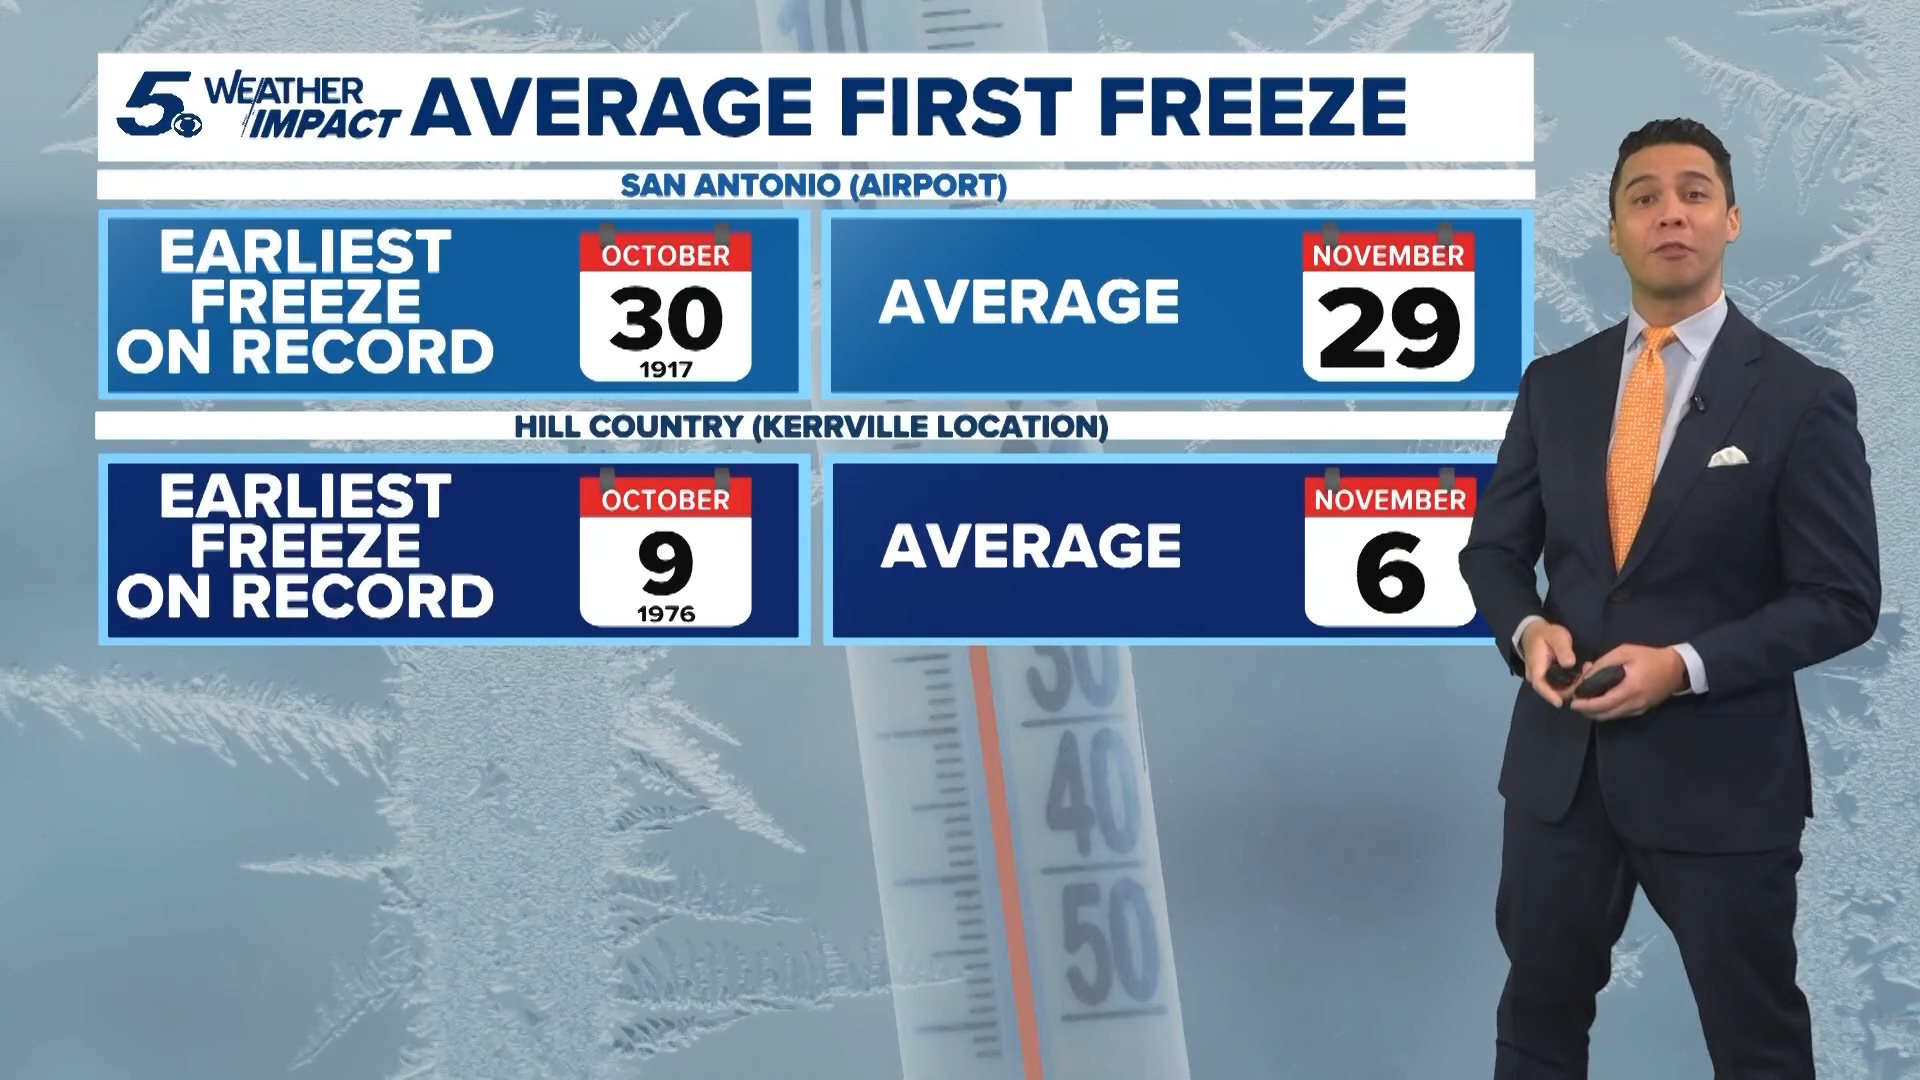 5 WEATHER IMPACT AVERAGE FIRST FREEZE
SAN ANTONIO (AIRPORT)
EARLIEST
FREEZE
ON RECORD
OCTOBER
30
1917
AVERAGE
NOVEMBER
29
HILL COUNTRY (KERRVILLE LOCATION)
EARLIEST
FREEZE
ON RECORD
OCTOBER
9
1976
AVERAGE
NOVEMBER
6
30
40
50